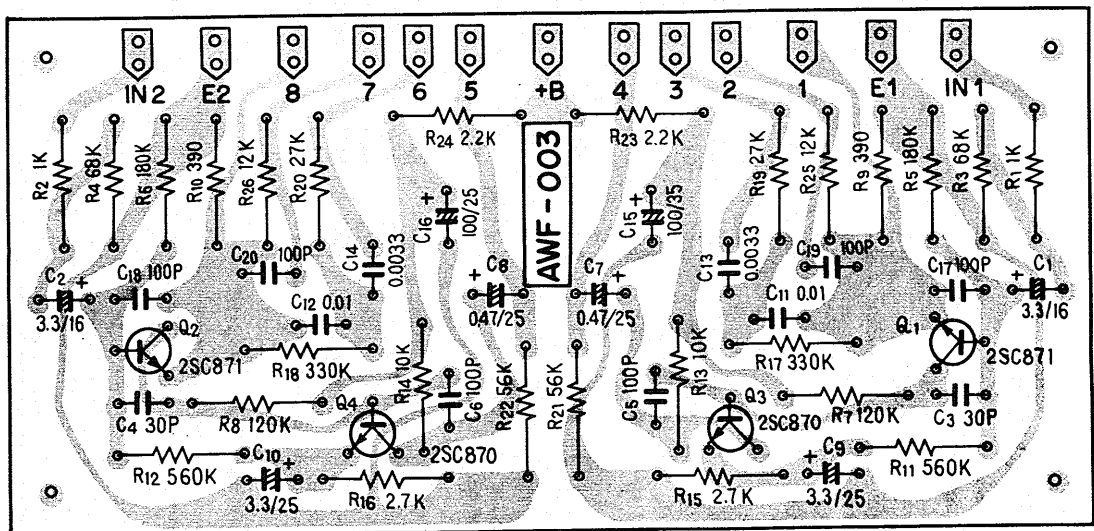 IN 2 E2 8 7 6 5 +B 4 3 2 1 E1 IN 1
R24 2.2K
R23 2.2K
AWF-003
R2 1K
R4 68K
R6 180K
R10 390
R26 12K
R20 27K
R19 27K
R25 12K
R9 390
R5 180K
R3 68K
R1 1K
C16 + 100/25
C15 + 100/35
C14 0.0033
C13 0.0033
C2 + 3.3/16
C18 100P
C20 100P
C12 0.01
C8 + 0.47/25
C7 + 0.47/25
C19 100P
C11 0.01
C17 100P
C1 + 3.3/16
Q2
2SC871
R18 330K
R14 10K
C6 100P
R22 56K
R21 56K
C5 100P
R13 10K
R17 330K
Q1
2SC871
C4 30P
R8 120K
Q4
2SC870
Q3
2SC870
R7 120K
C3 30P
R12 560K
C10 + 3.3/25
R16 2.7K
R15 2.7K
C9 + 3.3/25
R11 560K